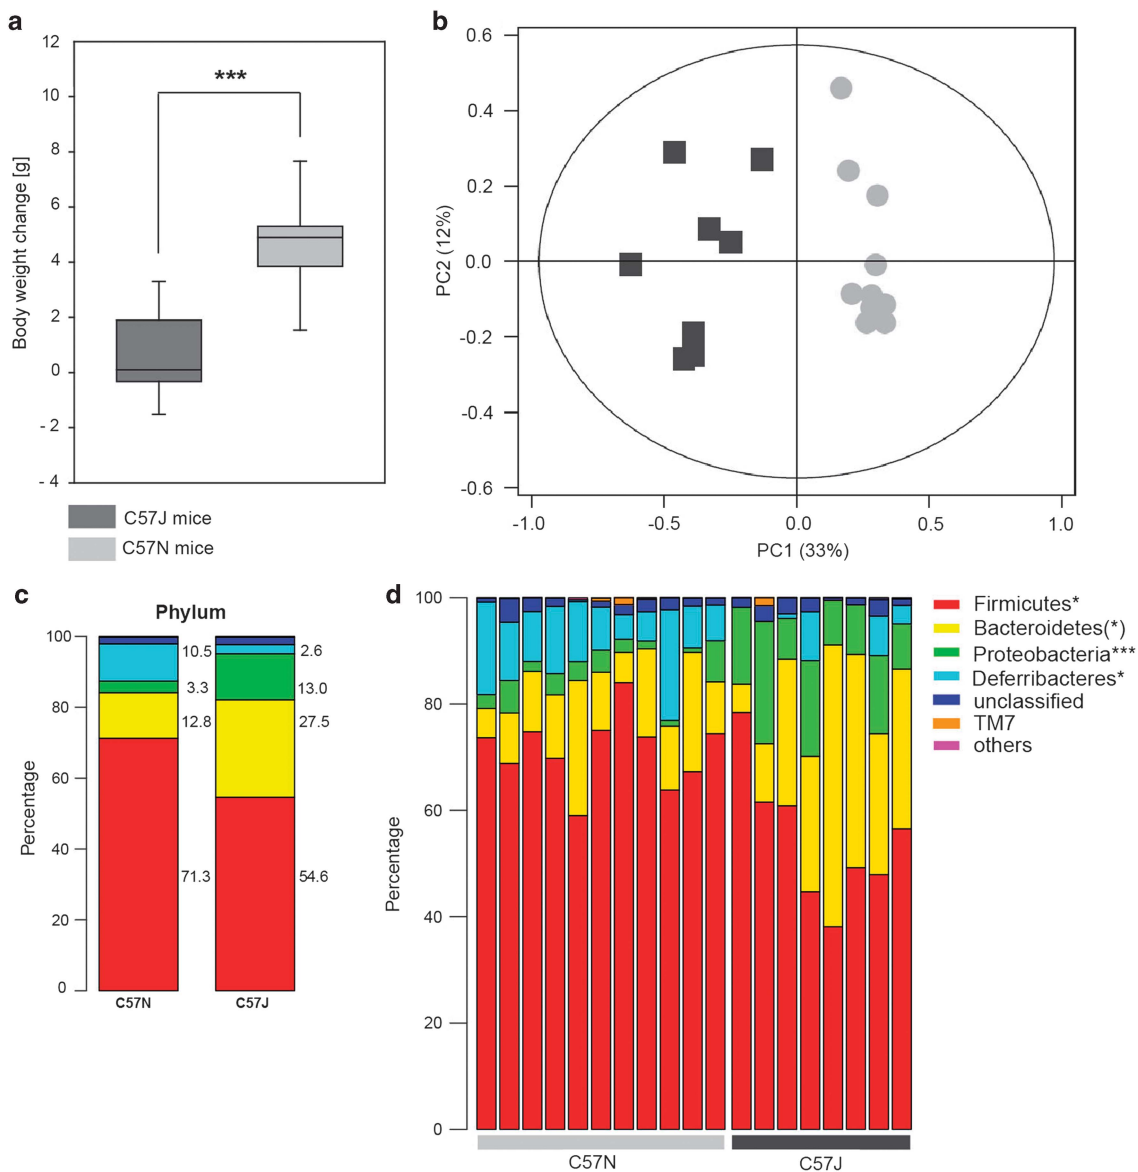 a
12
10
8
6
4
2
0
- 2
- 4
Body weight change [g]
***
C57J mice
C57N mice
b
0.6
0.4
0.2
0.0
-0.2
-0.4
-0.6
PC2 (12%)
-1.0 -0.5 0.0 0.5 1.0
PC1 (33%)
c
Phylum
100
80
60
40
20
0
Percentage
10.5
3.3
12.8
71.3
2.6
13.0
27.5
54.6
C57N C57J
d
100
80
60
40
20
0
Percentage
C57N C57J
Firmicutes*
Bacteroidetes(*)
Proteobacteria***
Deferribacteres*
unclassified
TM7
others